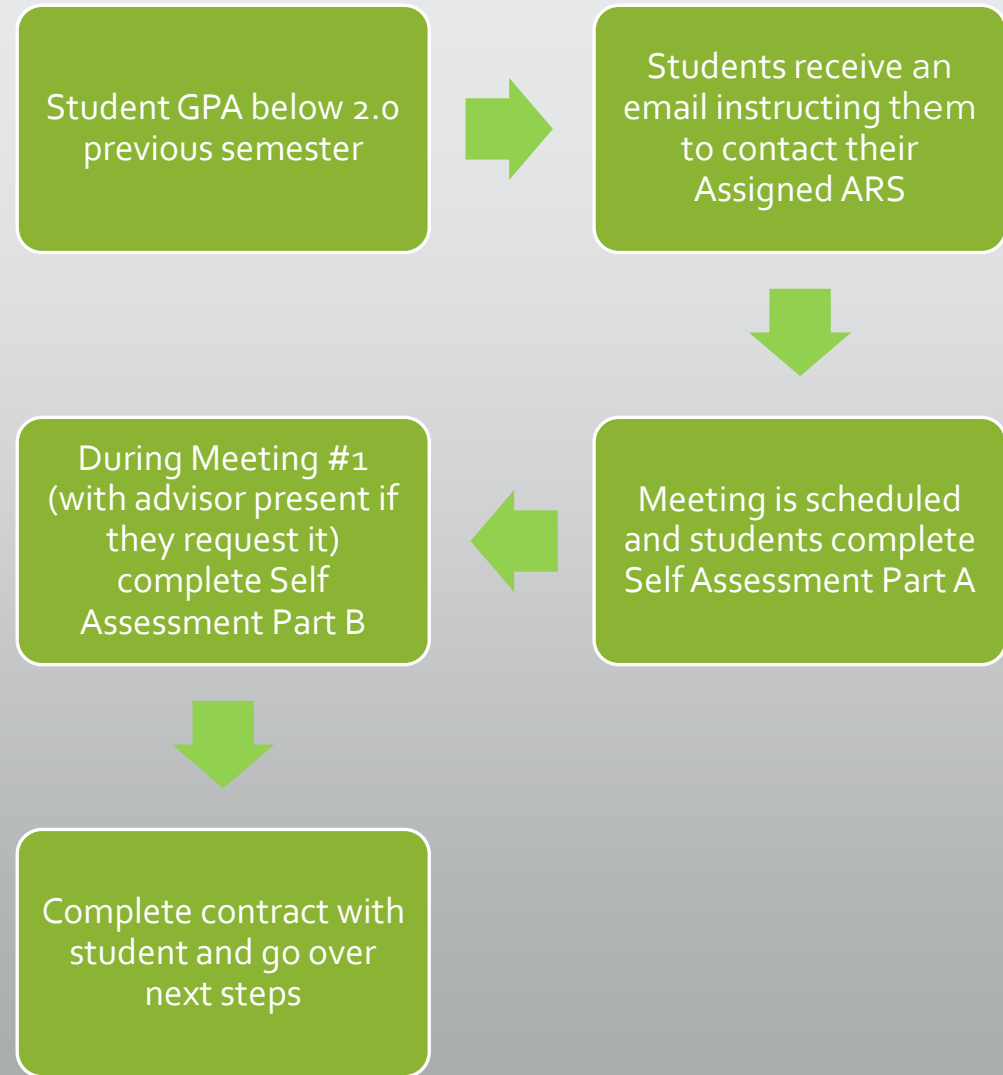 Student GPA below 2.0
previous semester
Students receive an
email instructing them
to contact their
Assigned ARS
Meeting is scheduled
and students complete
Self Assessment Part A
During Meeting #1
(with advisor present if
they request it)
complete Self
Assessment Part B
Complete contract with
student and go over
next steps